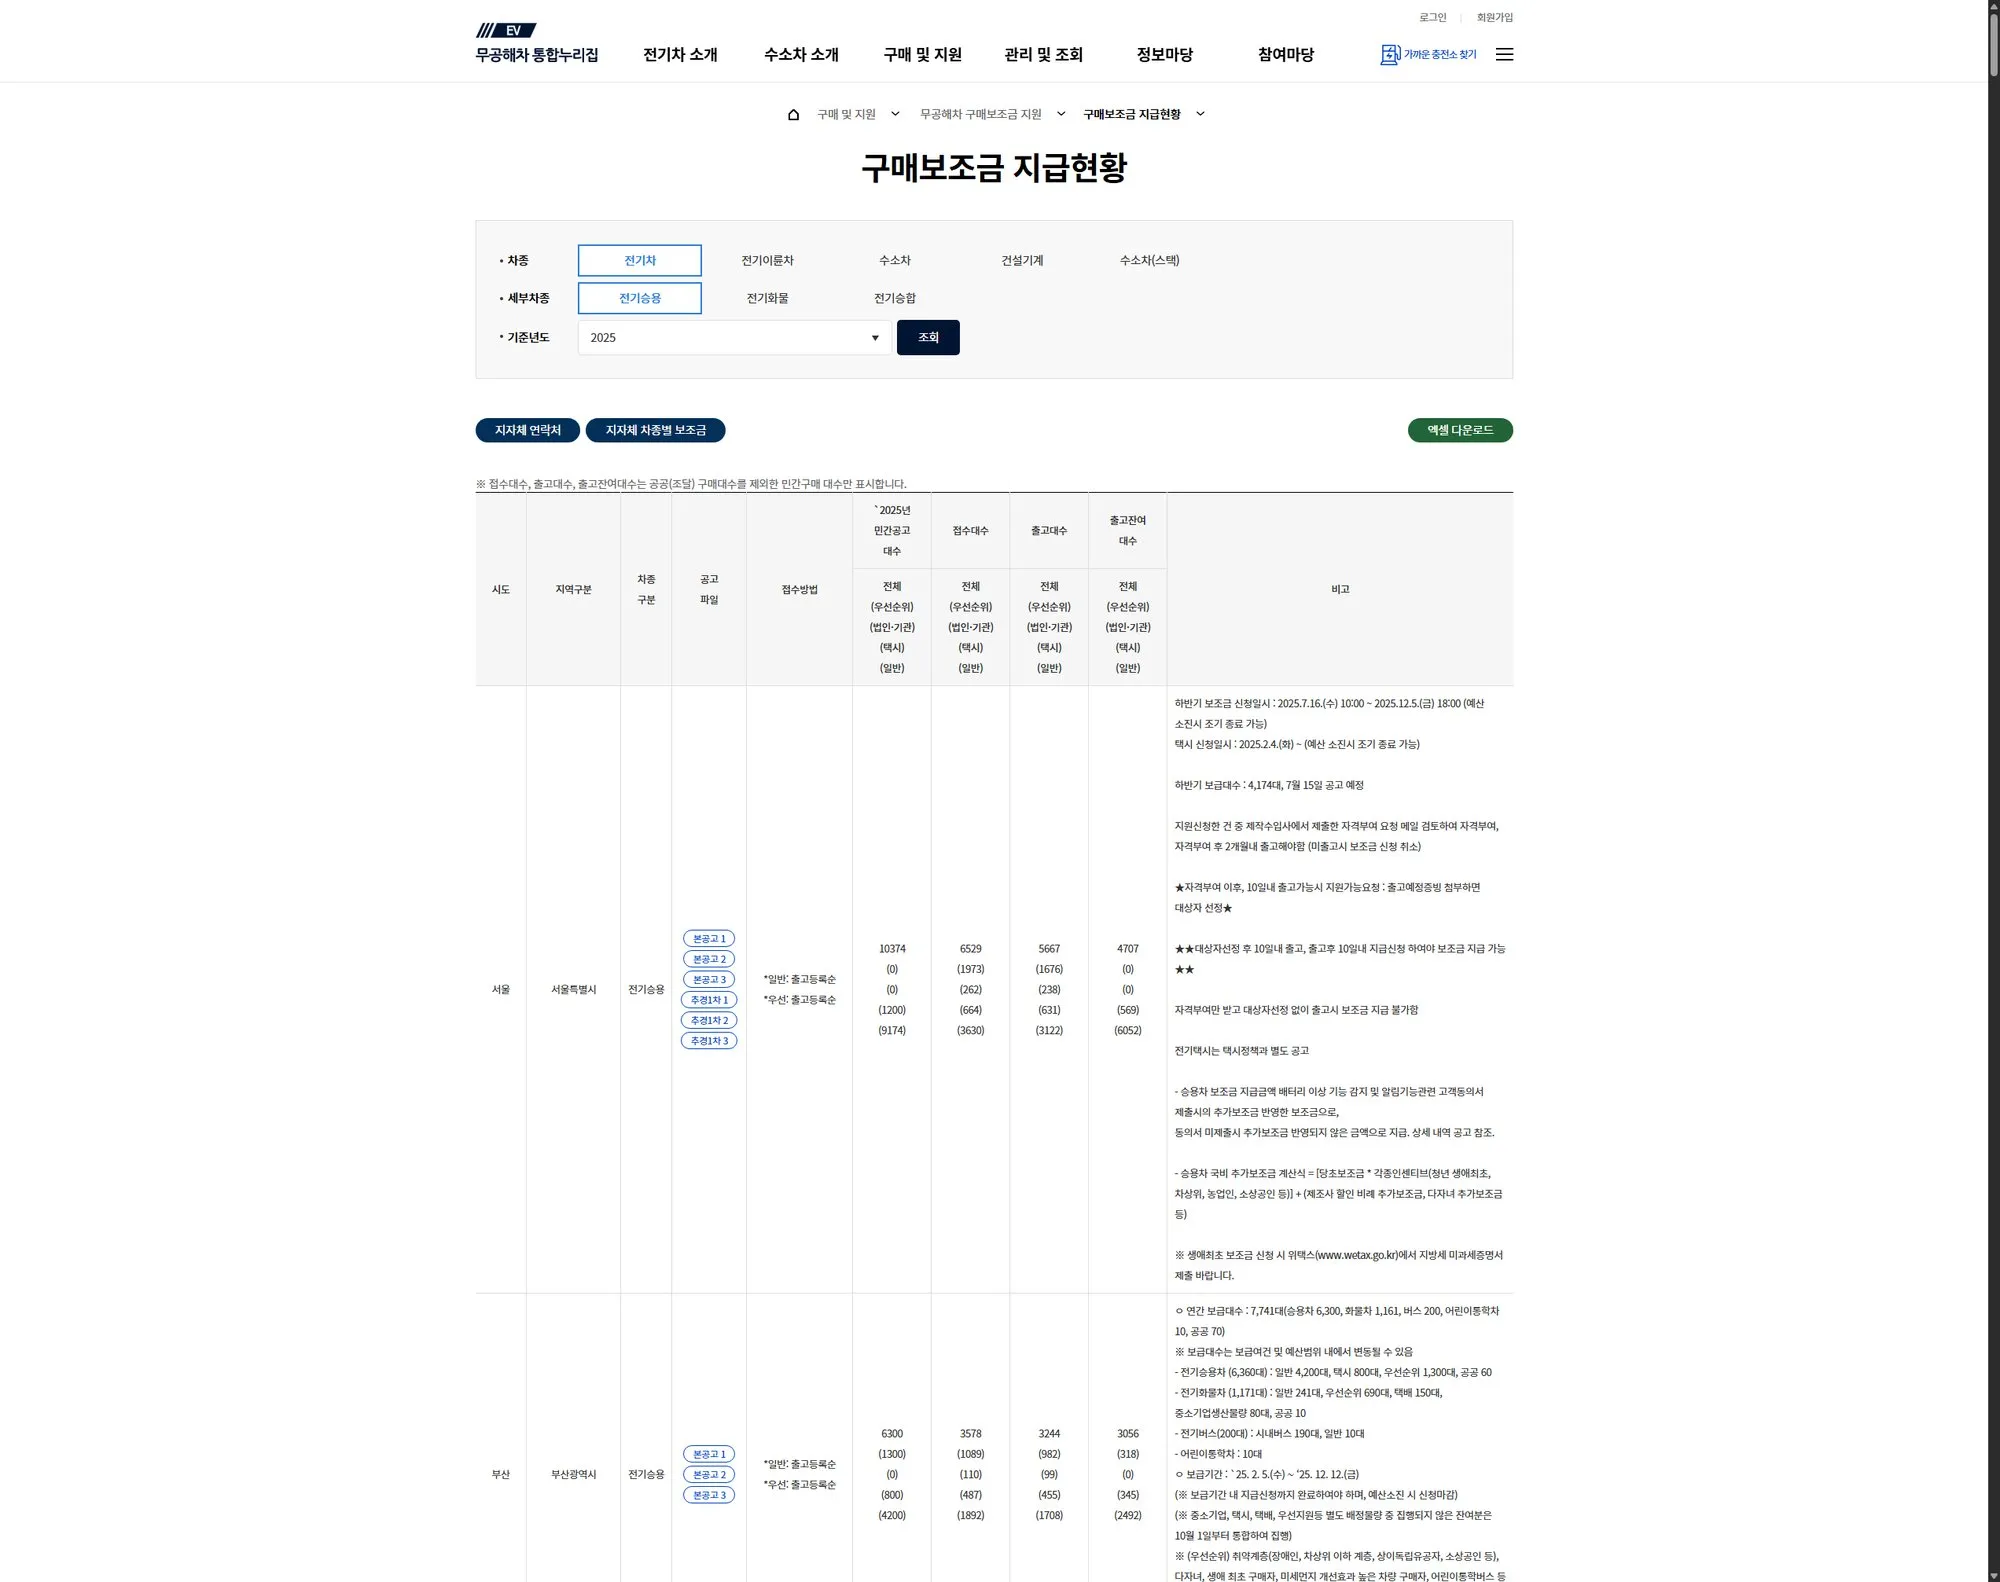 로그인
회원가입
EV
무공해차 통합누리집
전기차 소개
수소차 소개
구매 및 지원
관리 및 조회
정보마당
참여마당
가까운 충전소 찾기
구매 및 지원
무공해차 구매보조금 지원
구매보조금 지급현황
구매보조금 지급현황
• 차종
전기차
전기이륜차
수소차
건설기계
수소차(스택)
• 세부차종
전기승용
전기화물
전기승합
• 기준년도
2025
조회
지자체 연락처
지자체 차종별 보조금
엑셀 다운로드
※ 접수대수, 출고대수, 출고잔여대수는 공공(조달) 구매대수를 제외한 민간구매 대수만 표시합니다.
시도
지역구분
차종
구분
공고
파일
접수방법
`2025년
민간공고
대수
접수대수
출고대수
출고잔여
대수
전체
(우선순위)
(법인·기관)
(택시)
(일반)
전체
(우선순위)
(법인·기관)
(택시)
(일반)
전체
(우선순위)
(법인·기관)
(택시)
(일반)
전체
(우선순위)
(법인·기관)
(택시)
(일반)
비고
서울
서울특별시
전기승용
본공고 1
본공고 2
본공고 3
추경1차 1
추경1차 2
추경1차 3
*일반: 출고등록순
*우선: 출고등록순
10374
(0)
(0)
(1200)
(9174)
6529
(1973)
(262)
(664)
(3630)
5667
(1676)
(238)
(631)
(3122)
4707
(0)
(0)
(569)
(6052)
하반기 보조금 신청일시 : 2025.7.16.(수) 10:00 ~ 2025.12.5.(금) 18:00 (예산
소진시 조기 종료 가능)
택시 신청일시 : 2025.2.4.(화) ~ (예산 소진시 조기 종료 가능)
하반기 보급대수 : 4,174대, 7월 15일 공고 예정
지원신청한 건 중 제작수입사에서 제출한 자격부여 요청 메일 검토하여 자격부여,
자격부여 후 2개월내 출고해야함 (미출고시 보조금 신청 취소)
★자격부여 이후, 10일내 출고가능시 지원가능요청 : 출고예정증빙 첨부하면
대상자 선정★
★★대상자선정 후 10일내 출고, 출고후 10일내 지급신청 하여야 보조금 지급 가능
★★
자격부여만 받고 대상자선정 없이 출고시 보조금 지급 불가함
전기택시는 택시정책과 별도 공고
- 승용차 보조금 지급금액 배터리 이상 기능 감지 및 알림기능관련 고객동의서
제출시의 추가보조금 반영한 보조금으로,
동의서 미제출시 추가보조금 반영되지 않은 금액으로 지급. 상세 내역 공고 참조.
- 승용차 국비 추가보조금 계산식 = [당초보조금 * 각종인센티브(청년 생애최초,
차상위, 농업인, 소상공인 등)] + (제조사 할인 비례 추가보조금, 다자녀 추가보조금
등)
※ 생애최초 보조금 신청 시 위택스(www.wetax.go.kr)에서 지방세 미과세증명서
제출 바랍니다.
부산
부산광역시
전기승용
본공고 1
본공고 2
본공고 3
*일반: 출고등록순
*우선: 출고등록순
6300
(1300)
(0)
(800)
(4200)
3578
(1089)
(110)
(487)
(1892)
3244
(982)
(99)
(455)
(1708)
3056
(318)
(0)
(345)
(2492)
ㅇ 연간 보급대수 : 7,741대(승용차 6,300, 화물차 1,161, 버스 200, 어린이통학차
10, 공공 70)
※ 보급대수는 보급여건 및 예산범위 내에서 변동될 수 있음
- 전기승용차 (6,360대) : 일반 4,200대, 택시 800대, 우선순위 1,300대, 공공 60
- 전기화물차 (1,171대) : 일반 241대, 우선순위 690대, 택배 150대,
중소기업생산물량 80대, 공공 10
- 전기버스(200대) : 시내버스 190대, 일반 10대
- 어린이통학차 : 10대
ㅇ 보급기간 : `25. 2. 5.(수) ~ ‘25. 12. 12.(금)
(※ 보급기간 내 지급신청까지 완료하여야 하며, 예산소진 시 신청마감)
(※ 중소기업, 택시, 택배, 우선지원등 별도 배정물량 중 집행되지 않은 잔여분은
10월 1일부터 통합하여 집행)
※ (우선순위) 취약계층(장애인, 차상위 이하 계층, 상이독립유공자, 소상공인 등),
다자녀, 생애 최초 구매자, 미세먼지 개선효과 높은 차량 구매자, 어린이통학버스 등